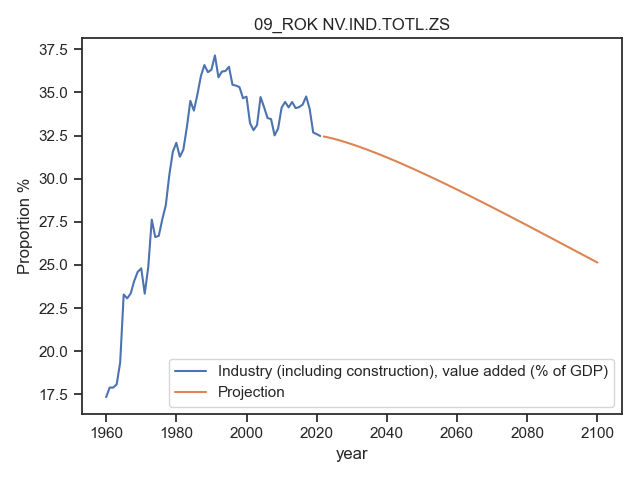 09_ROK NV.IND.TOTL.ZS
Proportion %
37.5
35.0
32.5
30.0
27.5
25.0
22.5
20.0
17.5
Industry (including construction), value added (% of GDP)
Projection
1960 1980 2000 2020 2040 2060 2080 2100
year